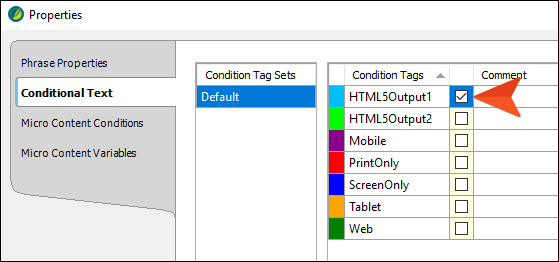 Properties
Phrase Properties
Conditional Text
Micro Content Conditions
Micro Content Variables
Condition Tag Sets
Default
Condition Tags Comment
HTML5Output1
HTML5Output2
Mobile
PrintOnly
ScreenOnly
Tablet
Web